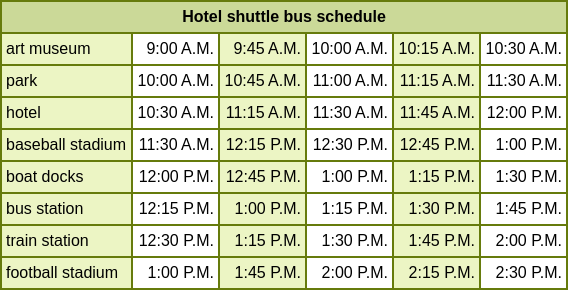 Hotel shuttle bus schedule
art museum 9:00 A.M. 9:45 A.M. 10:00 A.M. 10:15 A.M. 10:30 A.M.
park 10:00 A.M. 10:45 A.M. 11:00 A.M. 11:15 A.M. 11:30 A.M.
hotel 10:30 A.M. 11:15 A.M. 11:30 A.M. 11:45 A.M. 12:00 P.M.
baseball stadium 11:30 A.M. 12:15 P.M. 12:30 P.M. 12:45 P.M. 1:00 P.M.
boat docks 12:00 P.M. 12:45 P.M. 1:00 P.M. 1:15 P.M. 1:30 P.M.
bus station 12:15 P.M. 1:00 P.M. 1:15 P.M. 1:30 P.M. 1:45 P.M.
train station 12:30 P.M. 1:15 P.M. 1:30 P.M. 1:45 P.M. 2:00 P.M.
football stadium 1:00 P.M. 1:45 P.M. 2:00 P.M. 2:15 P.M. 2:30 P.M.